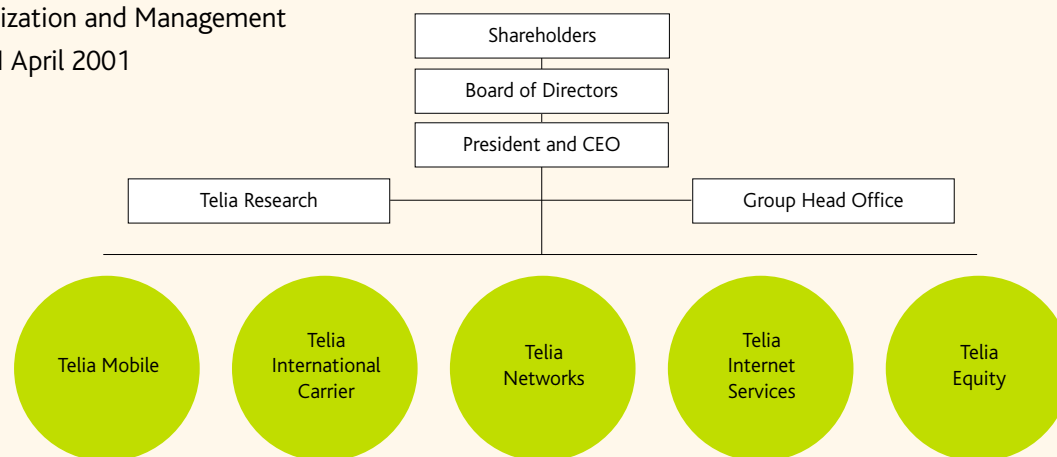 ization and Management
April 2001
Shareholders
Board of Directors
President and CEO
Telia Research
Group Head Office
Telia Mobile
Telia
International
Carrier
Telia
Networks
Telia
Internet
Services
Telia
Equity